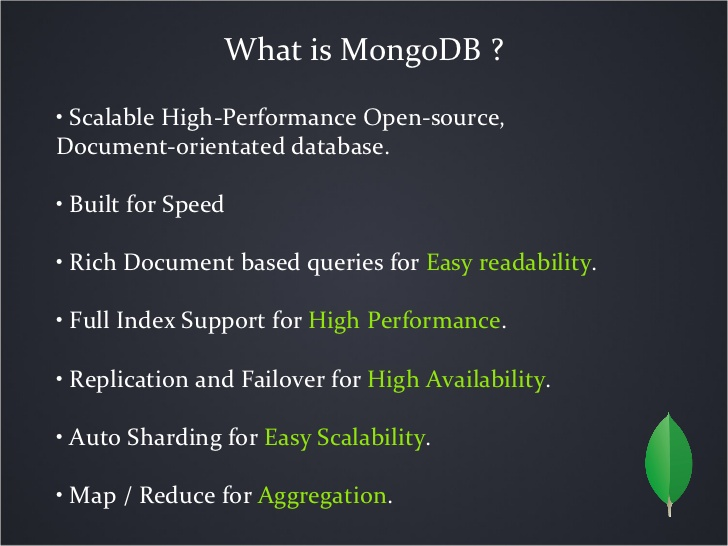 What is MongoDB ?
• Scalable High-Performance Open-source,
Document-orientated database.
• Built for Speed
• Rich Document based queries for Easy readability.
• Full Index Support for High Performance.
• Replication and Failover for High Availability.
• Auto Sharding for Easy Scalability.
• Map / Reduce for Aggregation.